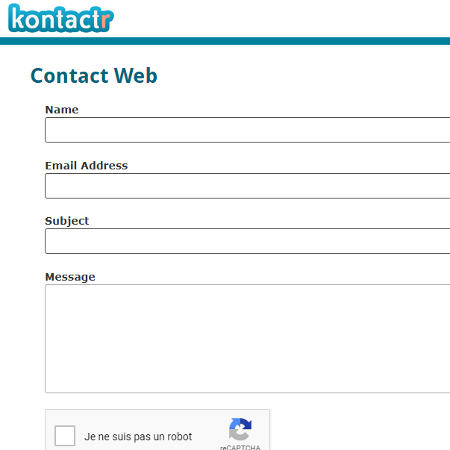 kontactr
Contact Web
Name
Email Address
Subject
Message
Je ne suis pas un robot
reCAPTCHA